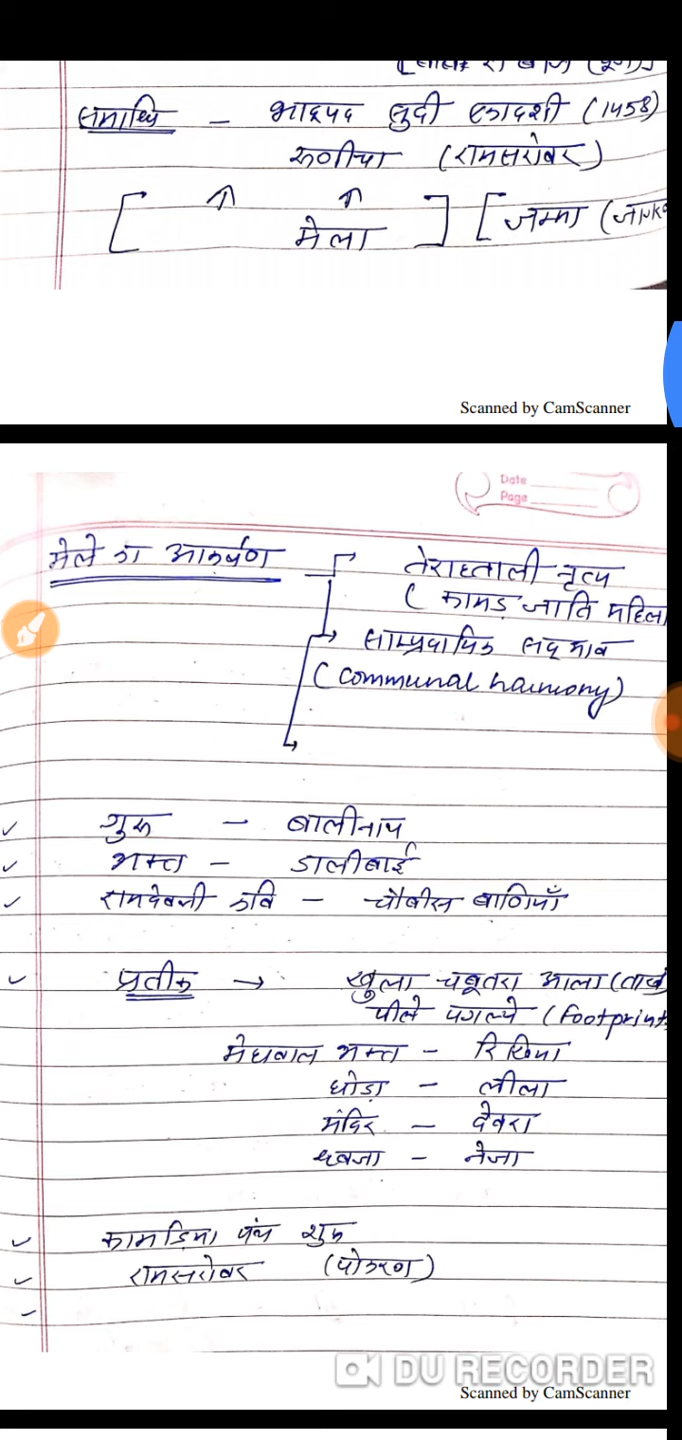 समाधि - भाद्रपद सुदी एकादशी (1458)
रूणीचा (रामसरोवर)
[ मेला ] [ जम्मा (
Scanned by CamScanner
Date
Page
मेले का आकर्षण तेराहताली नृत्य
( कामड़ जाति महिला
साम्प्रदायिक सद्भाव
(communal harmony)
गुरू - बालीनाथ
भक्त - डालीबाई
रामदेवजी कवि - चौबीस बाणियाँ
प्रतीक → खुला चबूतरा आला (ताख)
पीले पगल्ये (footprint
मेघवाल भक्त - रिखिया
घोड़ा - लीला
मंदिर - देवरा
ध्वजा - नेजा
कामड़िया पंथ शुरू
रामसरोवर (पोकरण)
DU RECORDER
Scanned by CamScanner